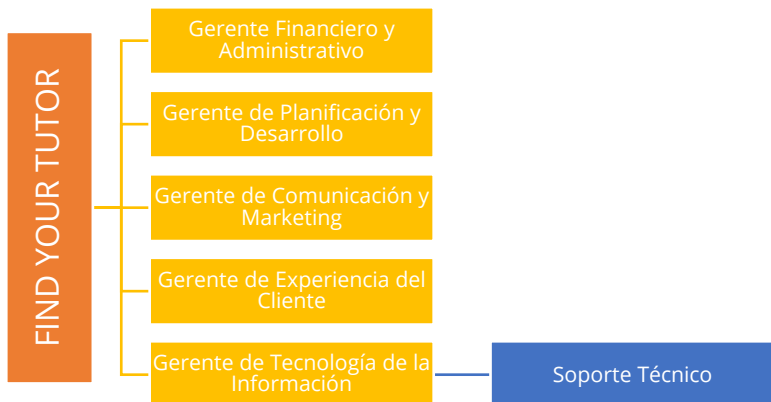 FIND YOUR TUTOR
Gerente Financiero y
Administrativo
Gerente de Planificación y
Desarrollo
Gerente de Comunicación y
Marketing
Gerente de Experiencia del
Cliente
Gerente de Tecnología de la
Información
Soporte Técnico